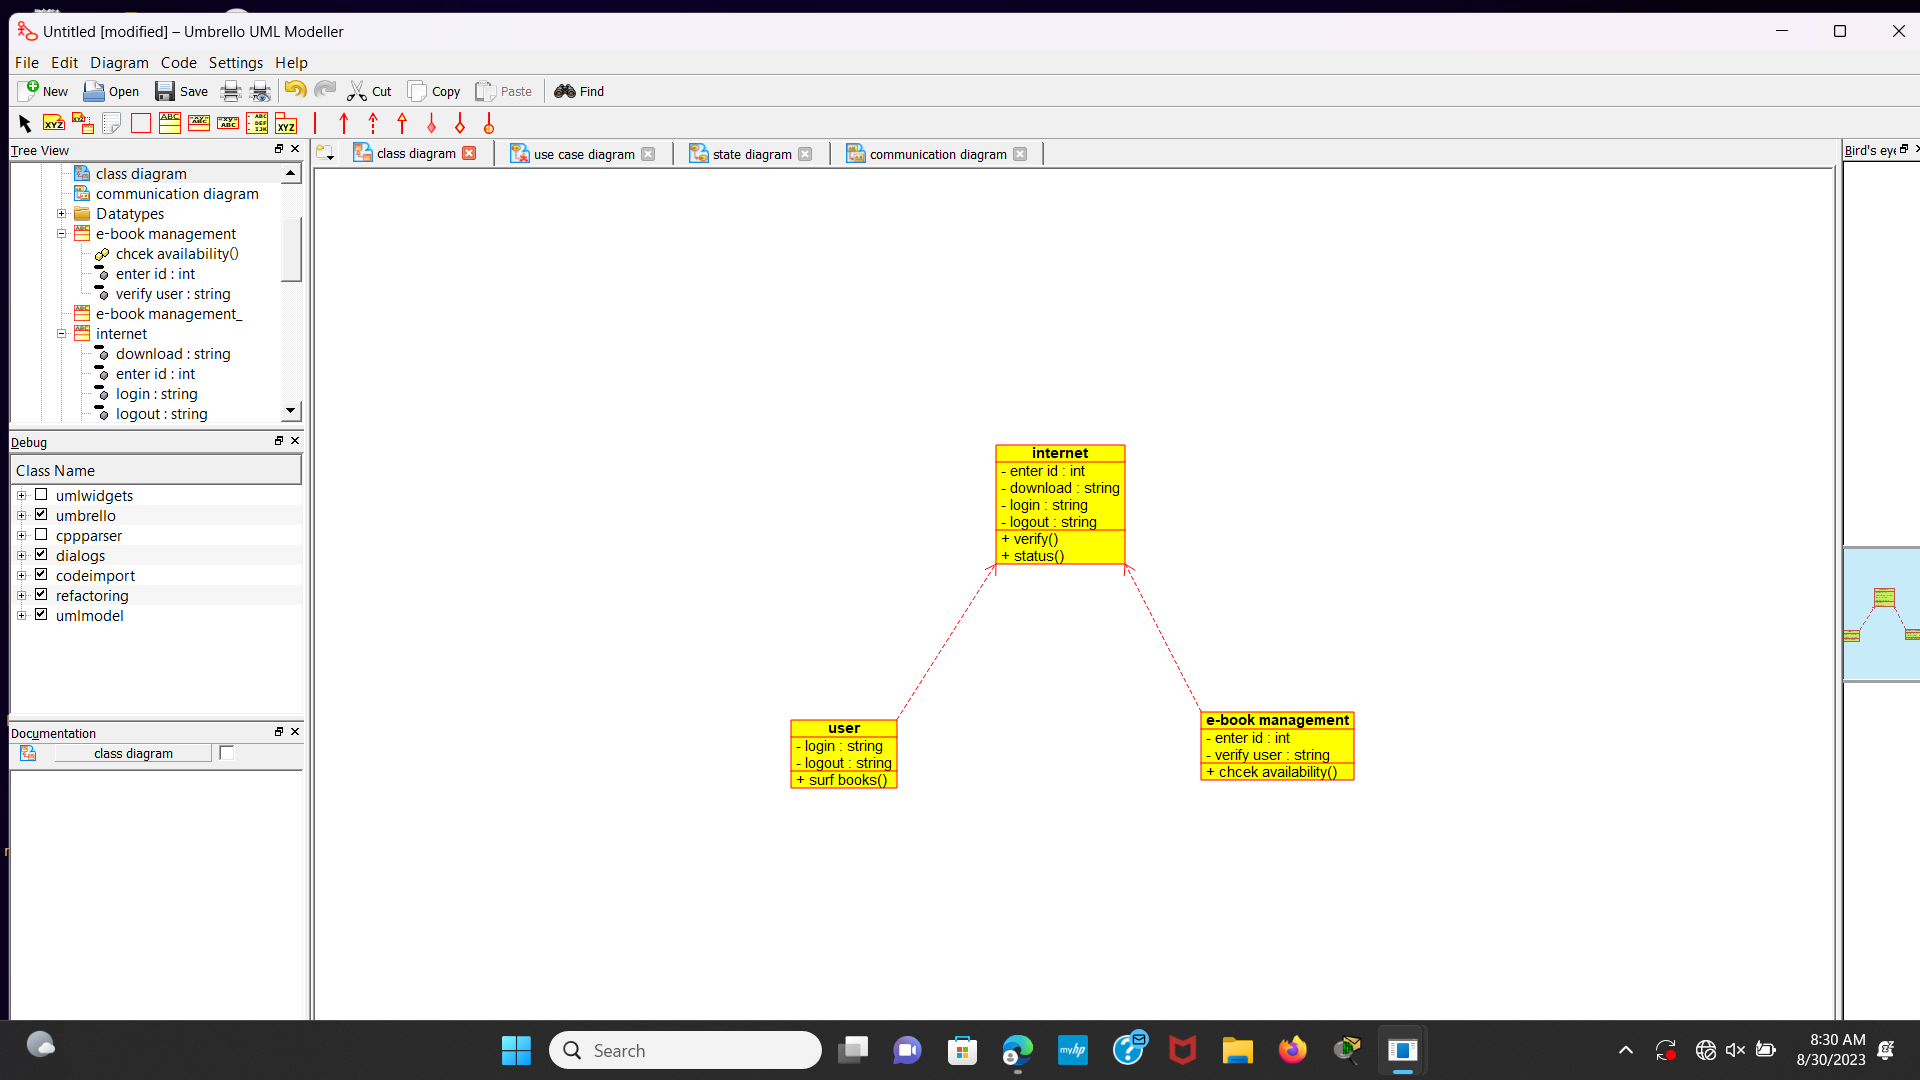 Untitled [modified] – Umbrello UML Modeller
File Edit Diagram Code Settings Help
New Open Save Cut Copy Paste Find
Tree View
class diagram
communication diagram
Datatypes
e-book management
chcek availability()
enter id : int
verify user : string
e-book management_
internet
download : string
enter id : int
login : string
logout : string
Debug
Class Name
umlwidgets
umbrello
cppparser
dialogs
codeimport
refactoring
umlmodel
Documentation
class diagram
class diagram use case diagram state diagram communication diagram
internet
- enter id : int
- download : string
- login : string
- logout : string
+ verify()
+ status()
user
- login : string
- logout : string
+ surf books()
e-book management
- enter id : int
- verify user : string
+ chcek availability()
Bird's eye
Search
myhp
8:30 AM
8/30/2023